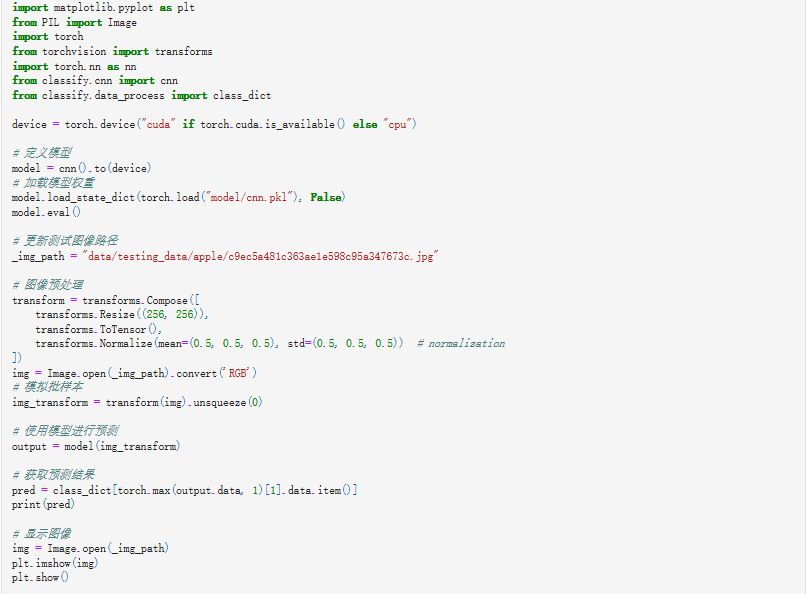 import matplotlib.pyplot as plt
from PIL import Image
import torch
from torchvision import transforms
import torch.nn as nn
from classify.cnn import cnn
from classify.data_process import class_dict
device = torch.device("cuda" if torch.cuda.is_available() else "cpu")
# 定义模型
model = cnn().to(device)
# 加载模型权重
model.load_state_dict(torch.load("model/cnn.pkl"), False)
model.eval()
# 更新测试图像路径
_img_path = "data/testing_data/apple/c9ec5a481c363ae1e598c95a347673c.jpg"
# 图像预处理
transform = transforms.Compose([
    transforms.Resize((256, 256)),
    transforms.ToTensor(),
    transforms.Normalize(mean=(0.5, 0.5, 0.5), std=(0.5, 0.5, 0.5))  # normalization
])
img = Image.open(_img_path).convert('RGB')
# 模拟批样本
img_transform = transform(img).unsqueeze(0)
# 使用模型进行预测
output = model(img_transform)
# 获取预测结果
pred = class_dict[torch.max(output.data, 1)[1].data.item()]
print(pred)
# 显示图像
img = Image.open(_img_path)
plt.imshow(img)
plt.show()